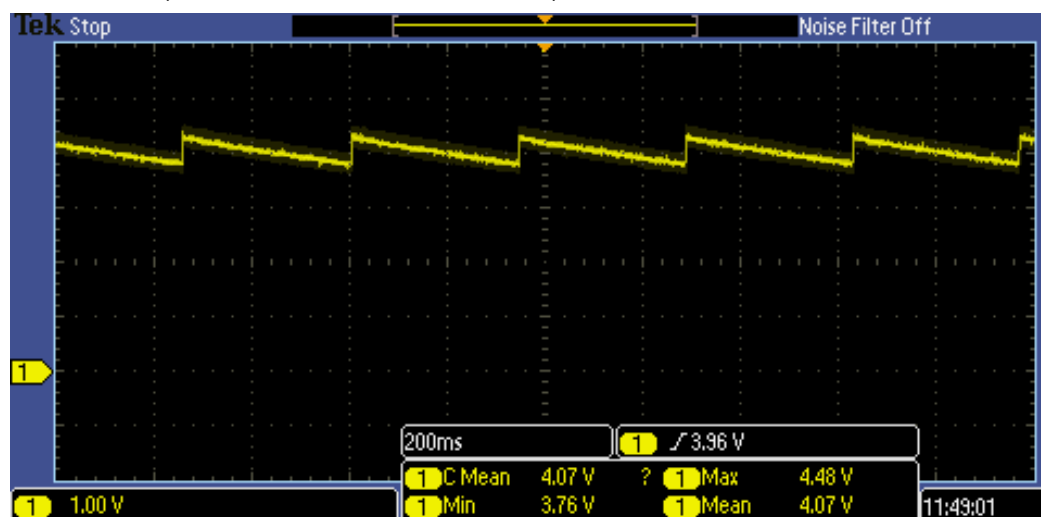 Tek Stop Noise Filter Off
1
200ms 1 3.96 V
1 C Mean 4.07 V ? 1 Max 4.48 V
1 1.00 V 1 Min 3.76 V 1 Mean 4.07 V 11:49:01